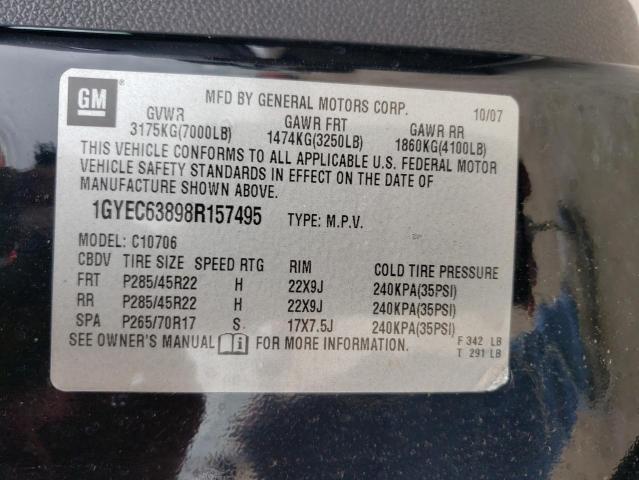 GM
MFD BY GENERAL MOTORS CORP. 10/07
GVWR GAWR FRT GAWR RR
3175KG(7000LB) 1474KG(3250LB) 1860KG(4100LB)
THIS VEHICLE CONFORMS TO ALL APPLICABLE U.S. FEDERAL MOTOR
VEHICLE SAFETY STANDARDS IN EFFECT ON THE DATE OF
MANUFACTURE SHOWN ABOVE.
1GYEC63898R157495 TYPE: M.P.V.
MODEL: C10706
CBDV TIRE SIZE SPEED RTG RIM COLD TIRE PRESSURE
FRT P285/45R22 H 22X9J 240KPA(35PSI)
RR P285/45R22 H 22X9J 240KPA(35PSI)
SPA P265/70R17 S 17X7.5J 240KPA(35PSI)
SEE OWNER'S MANUAL i FOR MORE INFORMATION.
F 342 LB
T 291 LB